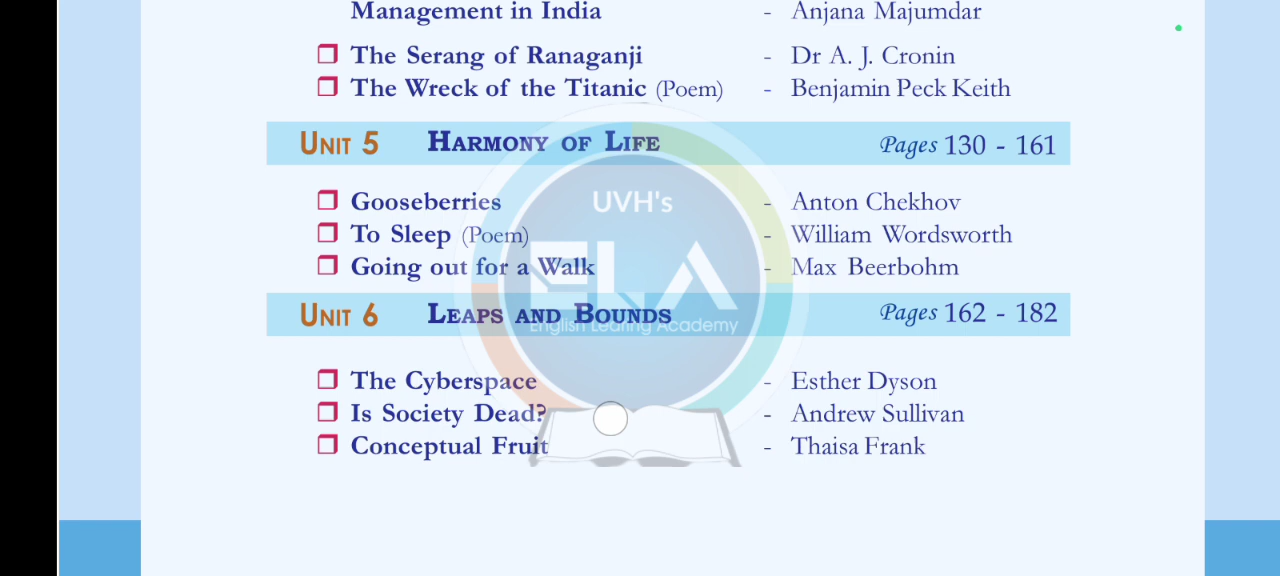 Management in India - Anjana Majumdar
The Serang of Ranaganji - Dr A. J. Cronin
The Wreck of the Titanic (Poem) - Benjamin Peck Keith
UNIT 5 HARMONY OF LIFE Pages 130 - 161
Gooseberries - Anton Chekhov
UVH's
To Sleep (Poem) - William Wordsworth
Going out for a Walk - Max Beerbohm
ELA
UNIT 6 LEAPS AND BOUNDS Pages 162 - 182
English Learing Academy
The Cyberspace - Esther Dyson
Is Society Dead? - Andrew Sullivan
Conceptual Fruit - Thaisa Frank